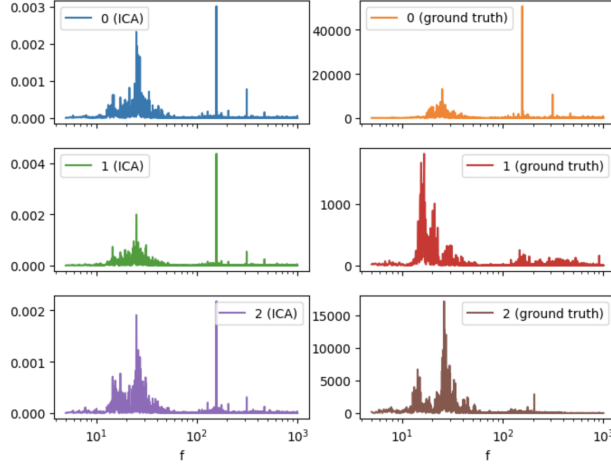 0.003
0.002
0.001
0.000
0 (ICA)
40000
20000
0
0 (ground truth)
0.004
0.002
0.000
1 (ICA)
1000
0
1 (ground truth)
0.002
0.001
0.000
2 (ICA)
15000
10000
5000
0
2 (ground truth)
10¹ 10² 10³
f
10¹ 10² 10³
f